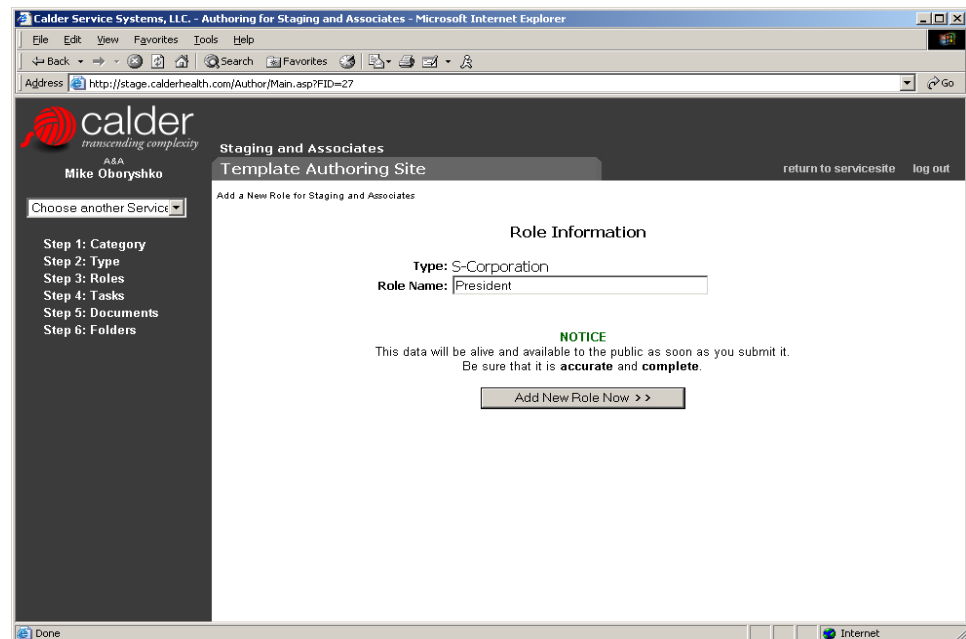 Calder Service Systems, LLC. - Authoring for Staging and Associates - Microsoft Internet Explorer
File Edit View Favorites Tools Help
Back Search Favorites
Address http://stage.calderhealth.com/Author/Main.asp?FID=27 Go
calder
transcending complexity
A&A
Mike Oboryshko
Staging and Associates
Template Authoring Site
return to servicesite log out
Choose another Service
Add a New Role for Staging and Associates
Step 1: Category
Step 2: Type
Step 3: Roles
Step 4: Tasks
Step 5: Documents
Step 6: Folders
Role Information
Type: S-Corporation
Role Name: President
NOTICE
This data will be alive and available to the public as soon as you submit it.
Be sure that it is accurate and complete.
Add New Role Now >>
Done Internet